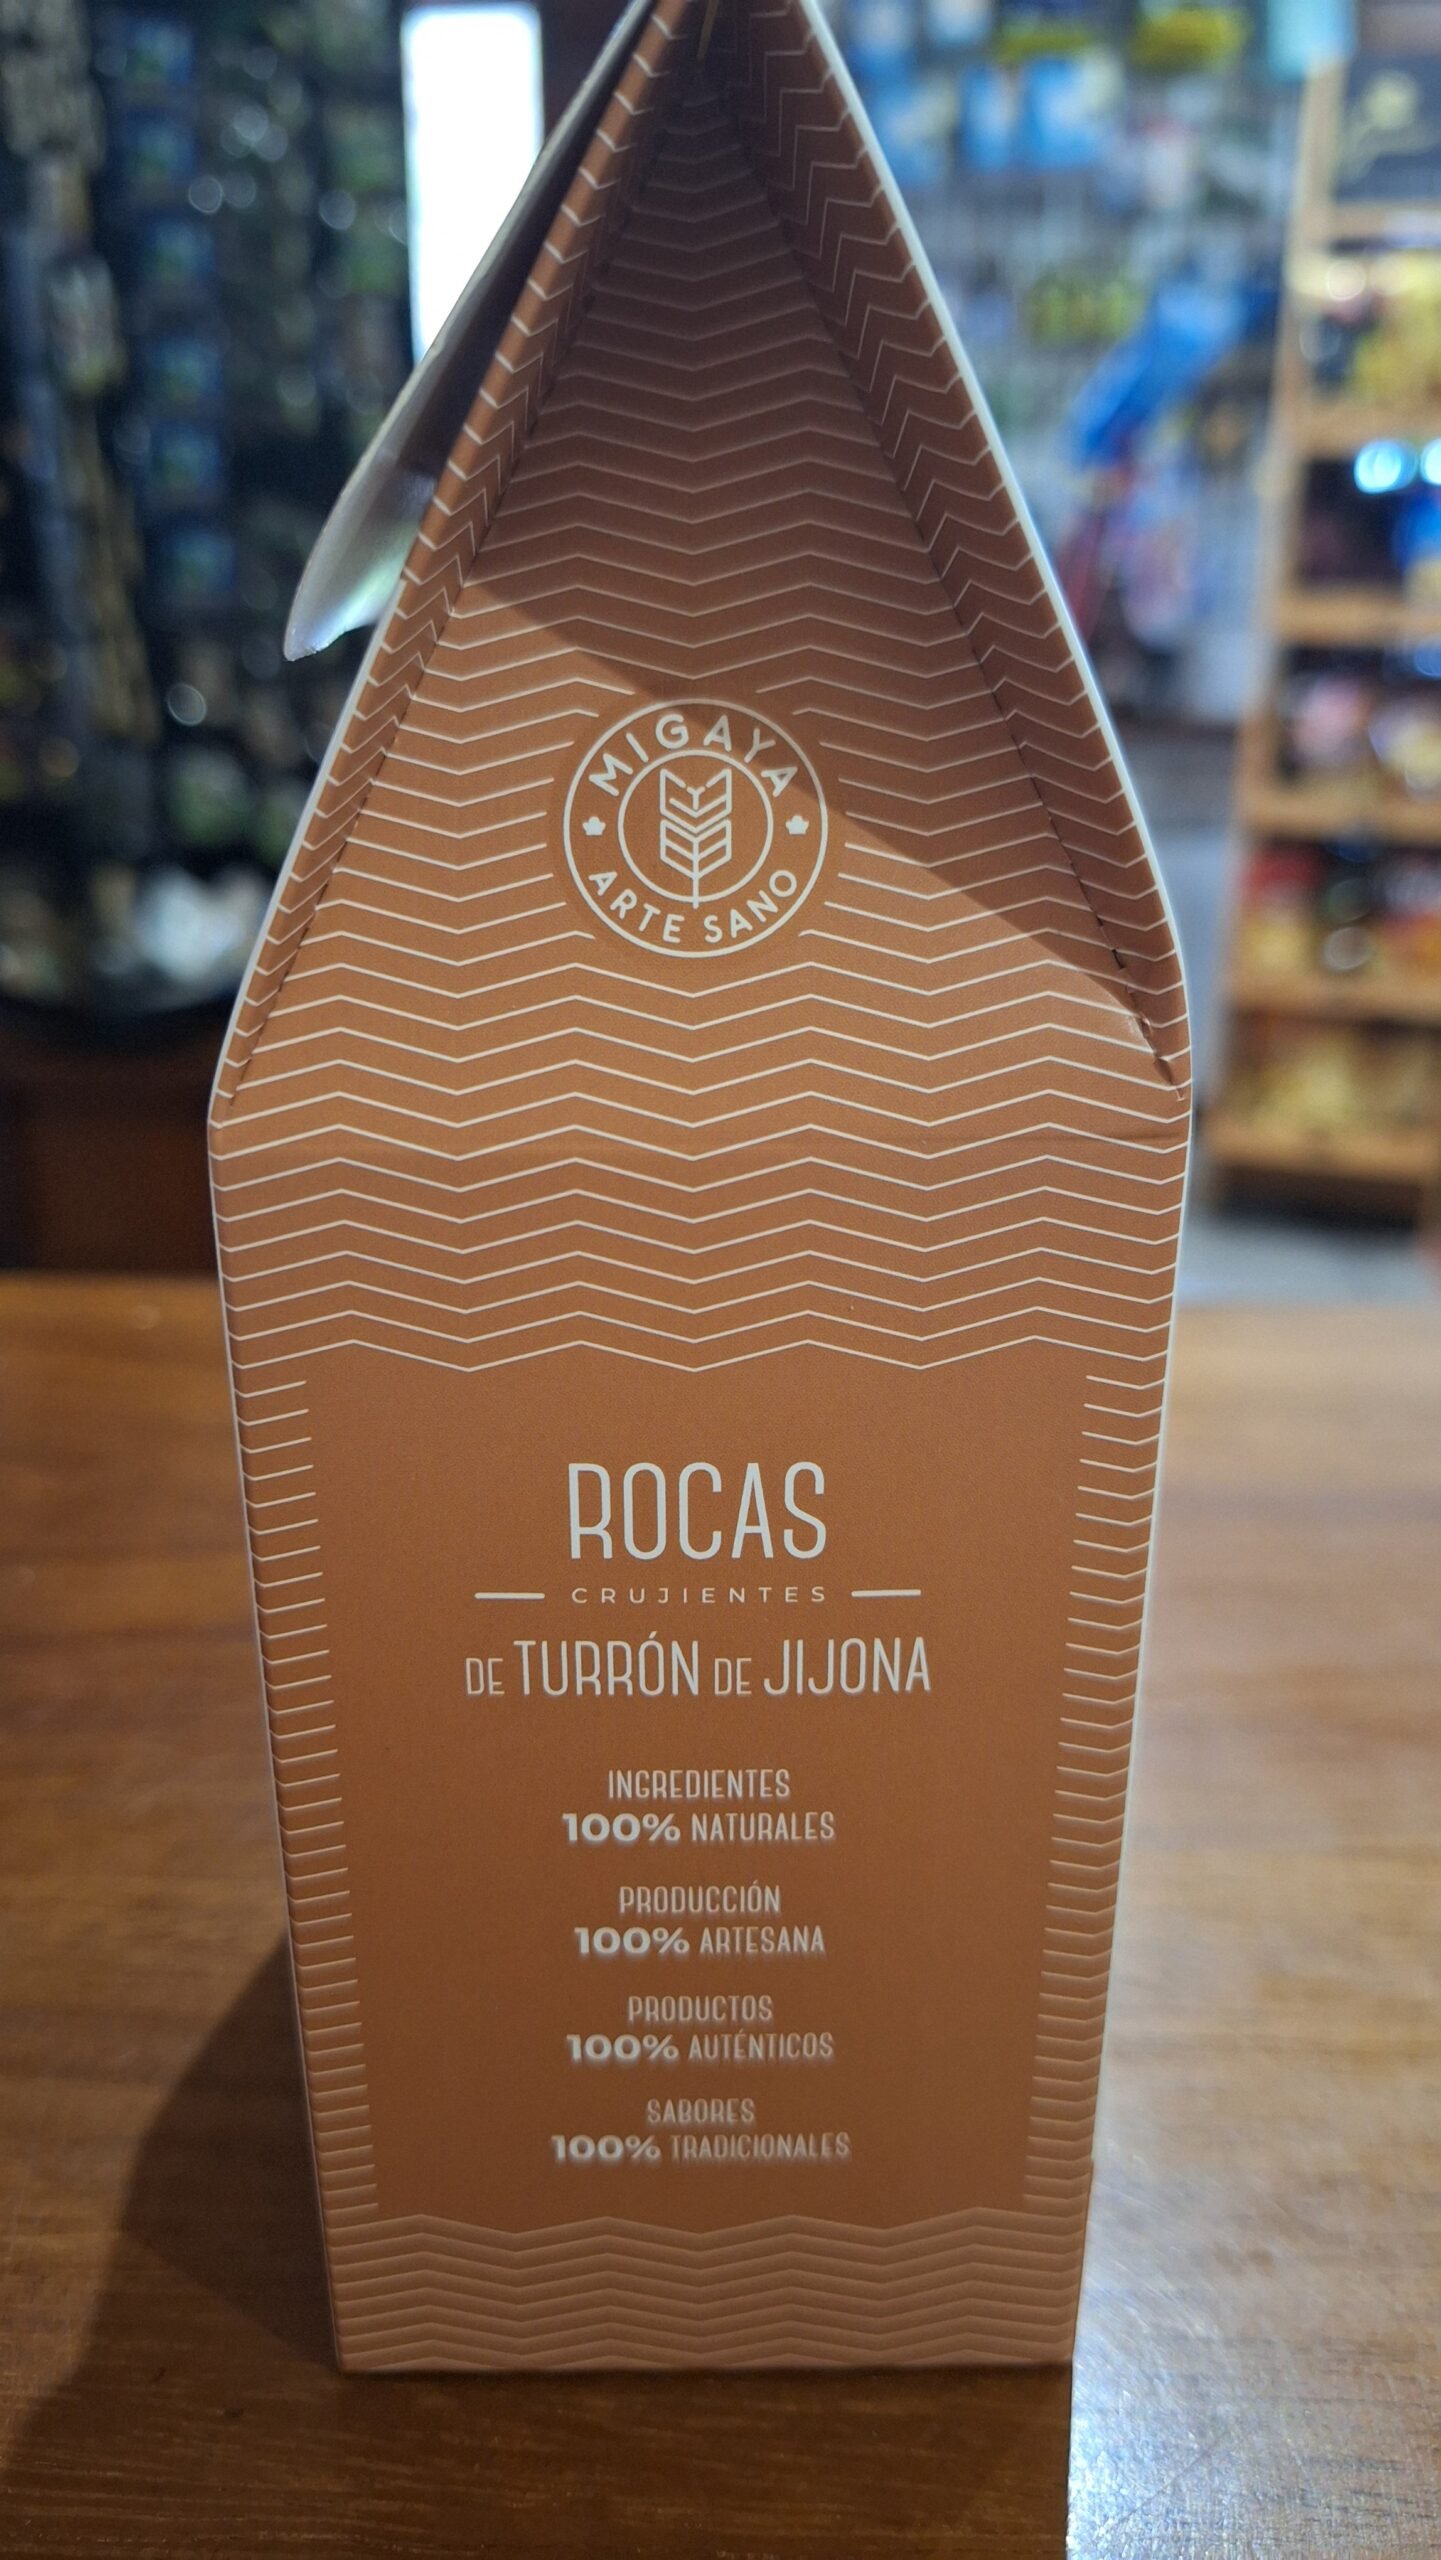 MIGAYA
ARTE SANO
ROCAS
CRUJIENTES
DE TURRÓN DE JIJONA
INGREDIENTES
100% NATURALES
PRODUCCIÓN
100% ARTESANA
PRODUCTOS
100% AUTÉNTICOS
SABORES
100% TRADICIONALES